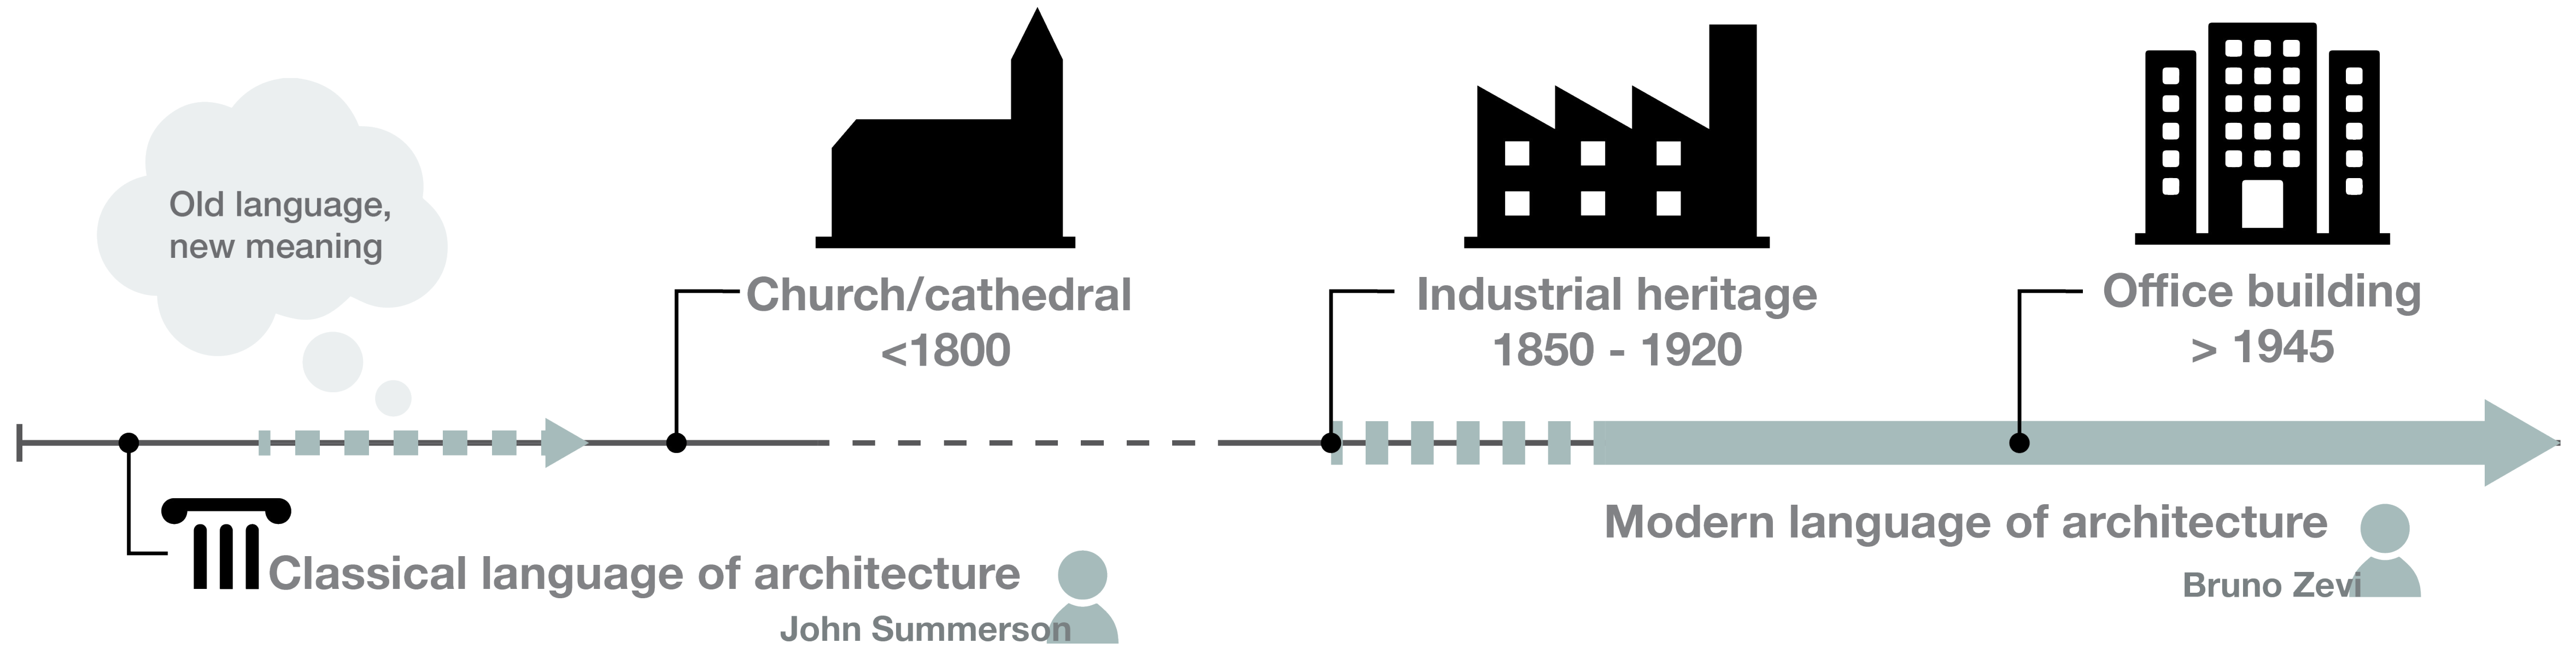 Old language,
new meaning
Church/cathedral
<1800
Industrial heritage
1850 - 1920
Office building
> 1945
Classical language of architecture
John Summerson
Modern language of architecture
Bruno Zevi